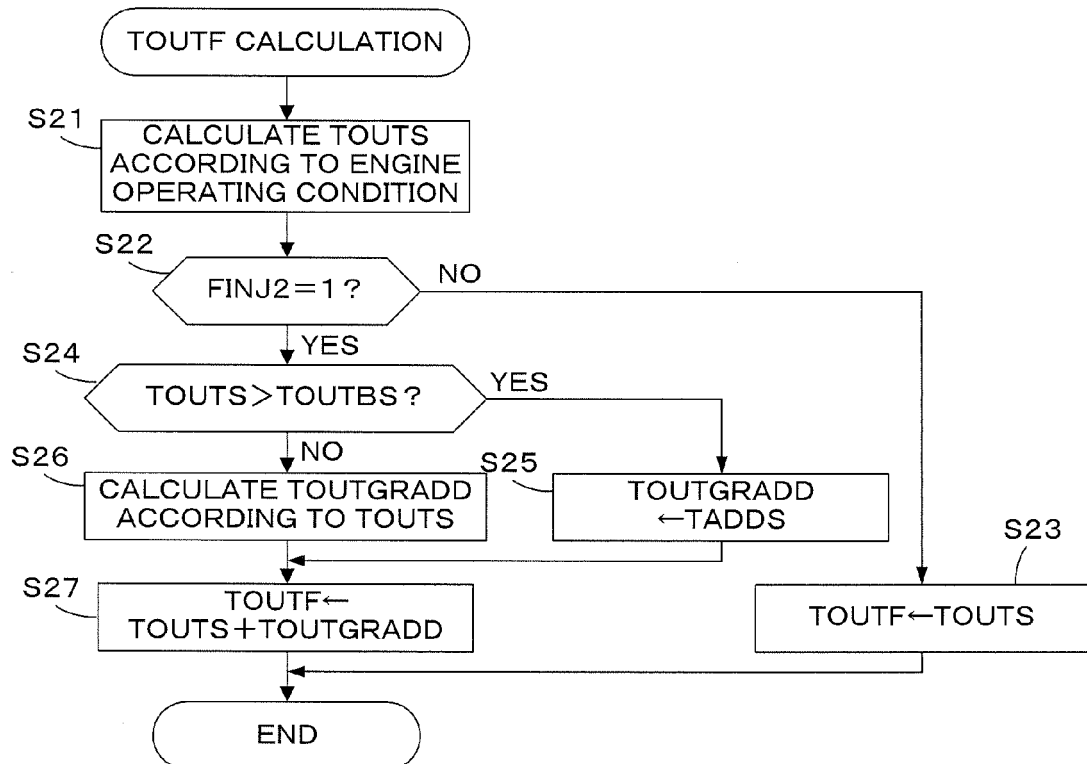 TOUTF CALCULATION
S21
CALCULATE TOUTS
ACCORDING TO ENGINE
OPERATING CONDITION
S22
FINJ2=1?
NO
YES
S24
TOUTS>TOUTBS?
YES
NO
S26
CALCULATE TOUTGRADD
ACCORDING TO TOUTS
S25
TOUTGRADD
←TADDS
S23
TOUTF←TOUTS
S27
TOUTF←
TOUTS+TOUTGRADD
END